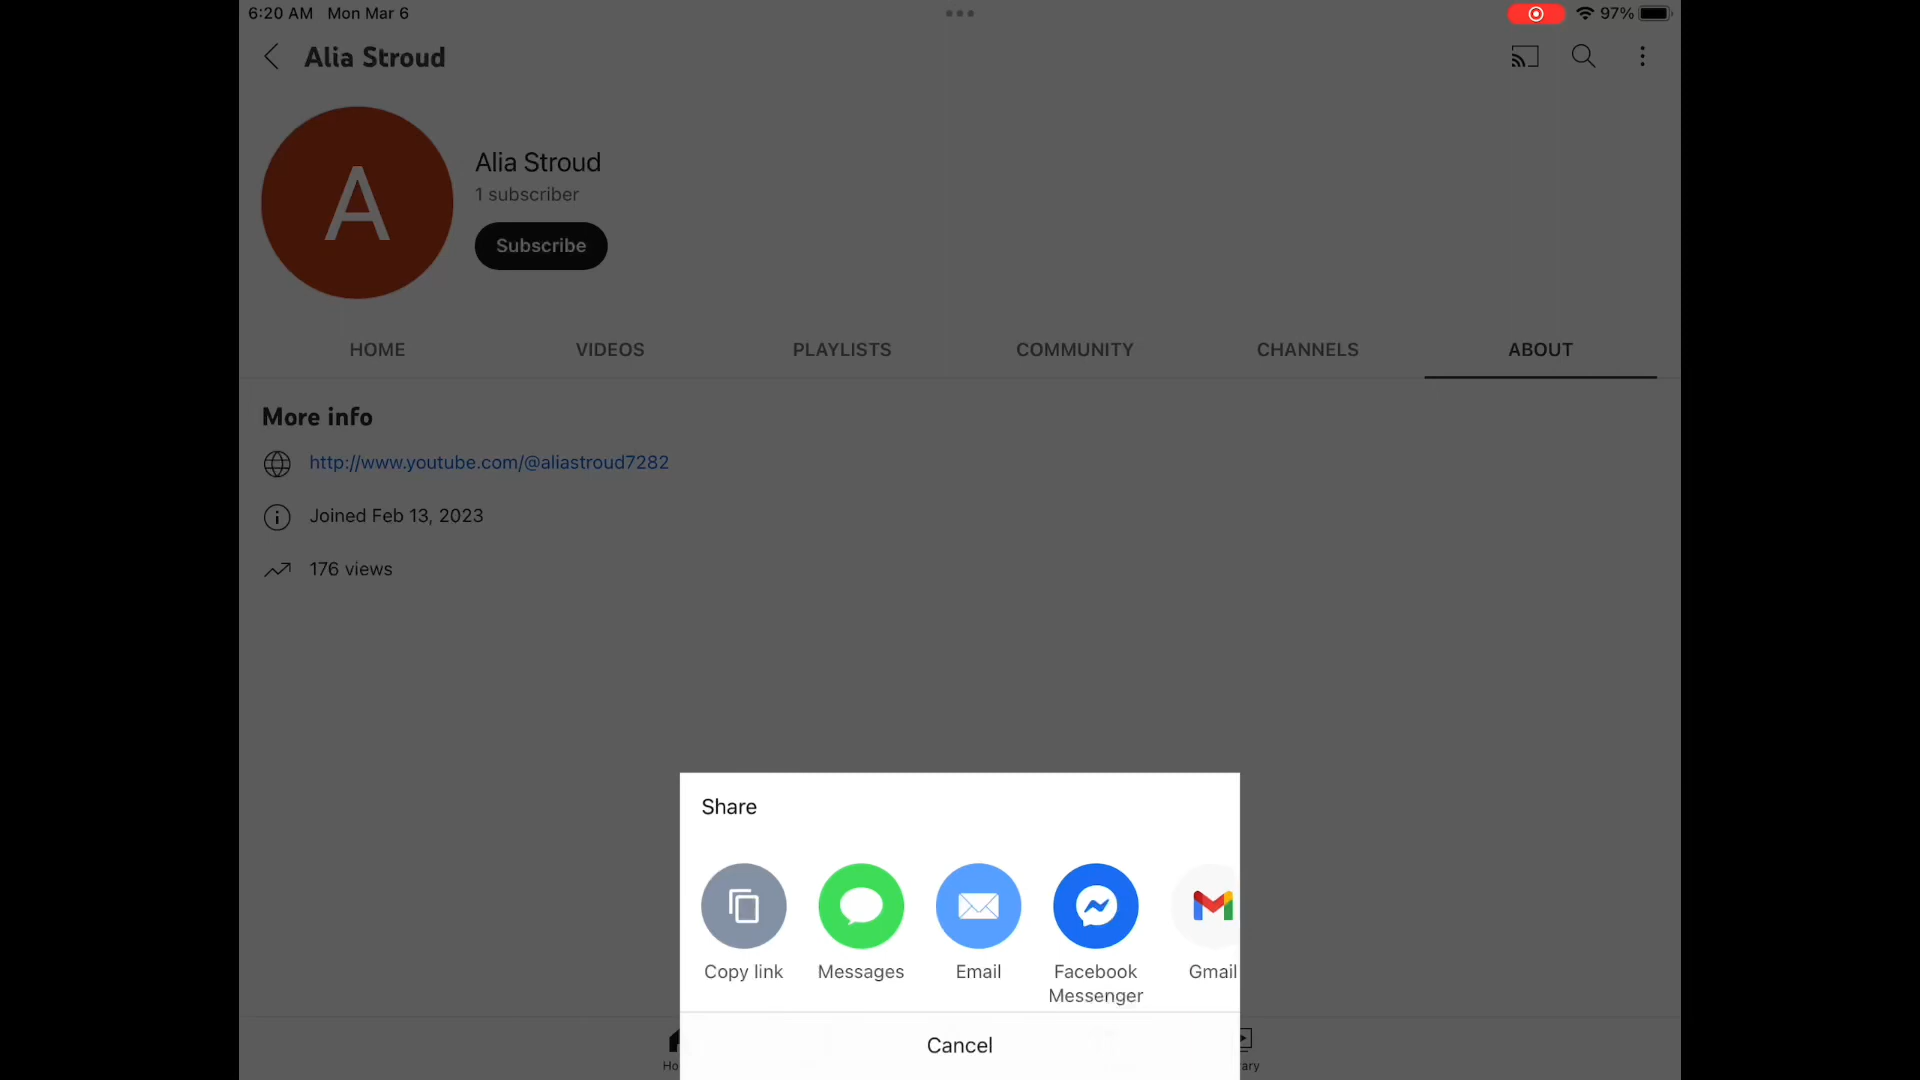 6:20 AM Mon Mar 6
97%
Alia Stroud
A
Alia Stroud
1 subscriber
Subscribe
HOME VIDEOS PLAYLISTS COMMUNITY CHANNELS ABOUT
More info
http://www.youtube.com/@aliastroud7282
Joined Feb 13, 2023
176 views
Share
Copy link Messages Email Facebook Messenger Gmail
Cancel